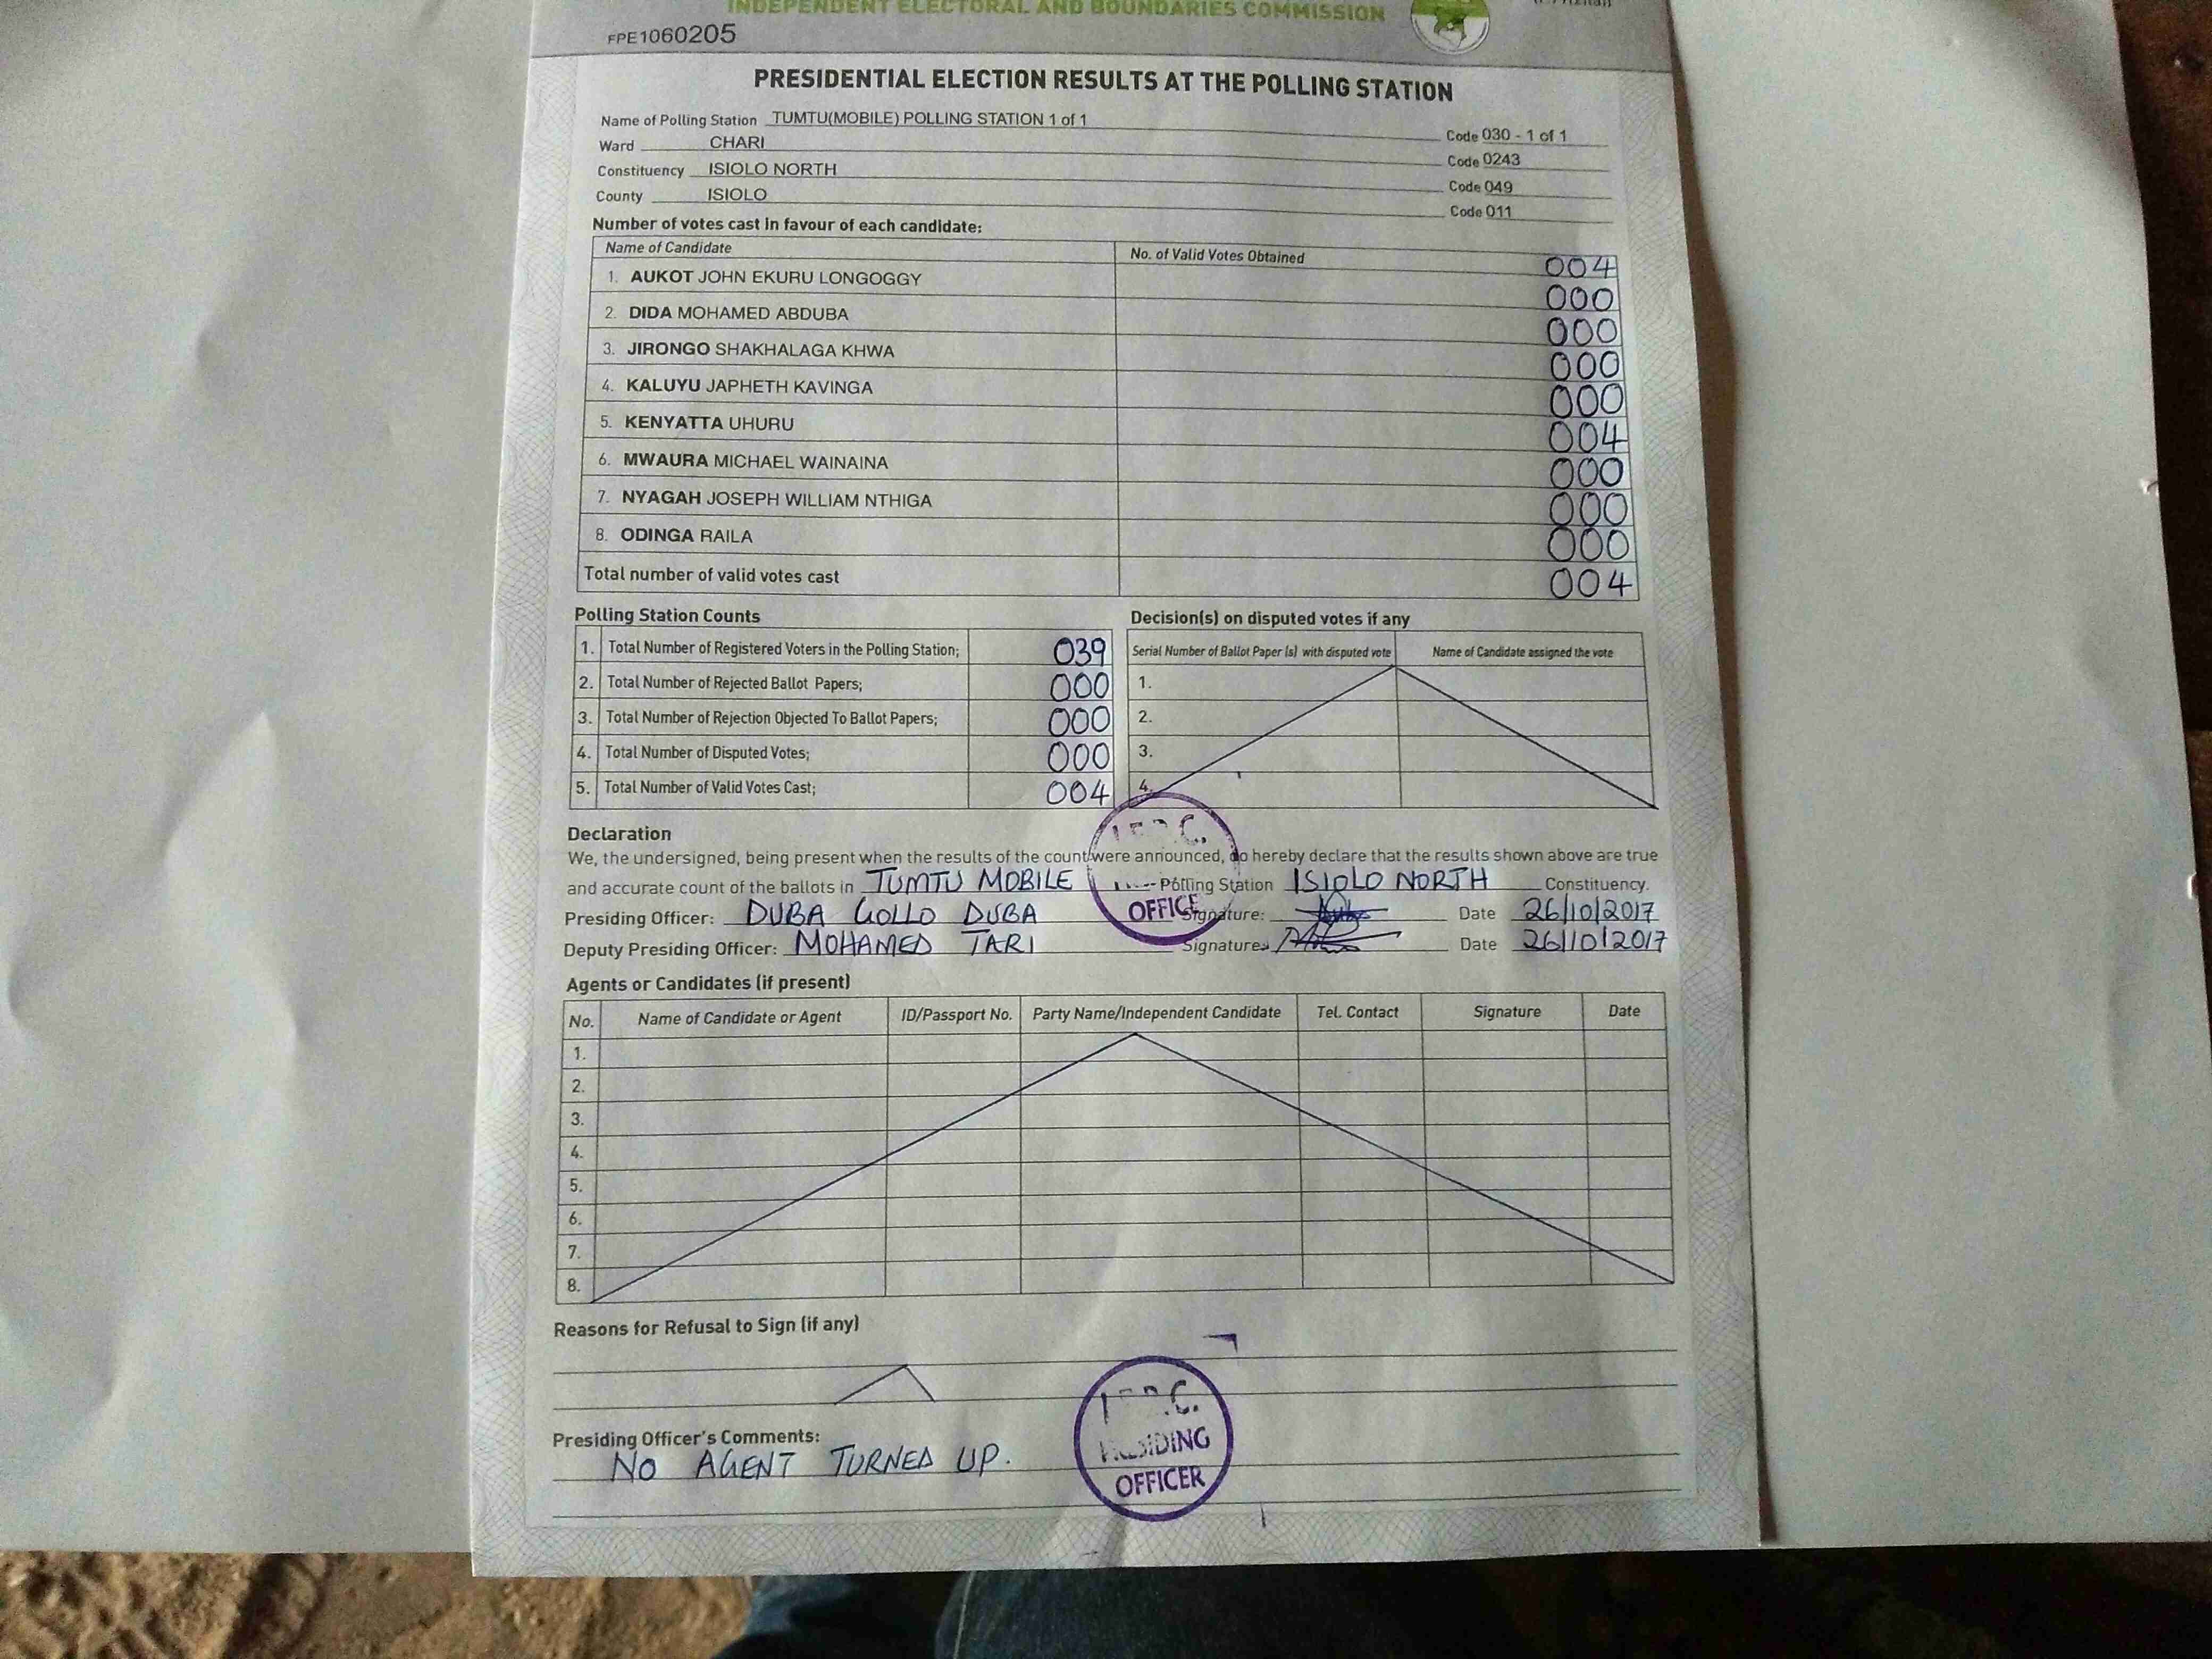 INDEPENDENT ELECTORAL AND BOUNDARIES COMMISSION
FPE1060205
PRESIDENTIAL ELECTION RESULTS AT THE POLLING STATION
Name of Polling Station TUMTU(MOBILE) POLLING STATION 1 of 1 Code 030 - 1 of 1
Ward CHARI Code 0243
Constituency ISIOLO NORTH Code 049
County ISIOLO Code 011
Number of votes cast in favour of each candidate:
Name of Candidate No. of Valid Votes Obtained 004
1. AUKOT JOHN EKURU LONGOGGY 000
2. DIDA MOHAMED ABDUBA 000
3. JIRONGO SHAKHALAGA KHWA 000
4. KALUYU JAPHETH KAVINGA 000
5. KENYATTA UHURU 004
6. MWAURA MICHAEL WAINAINA 000
7. NYAGAH JOSEPH WILLIAM NTHIGA 000
8. ODINGA RAILA 000
Total number of valid votes cast 004
Polling Station Counts
1. Total Number of Registered Voters in the Polling Station; 039
2. Total Number of Rejected Ballot Papers; 000
3. Total Number of Rejection Objected To Ballot Papers; 000
4. Total Number of Disputed Votes; 000
5. Total Number of Valid Votes Cast; 004
Decision(s) on disputed votes if any
Serial Number of Ballot Paper (s) with disputed vote Name of Candidate assigned the vote
1.
2.
3.
4.
Declaration
We, the undersigned, being present when the results of the count were announced, do hereby declare that the results shown above are true
and accurate count of the ballots in TUMTU MOBILE Polling Station ISIOLO NORTH Constituency.
Presiding Officer: DUBA GOLLO DUBA Signature: Date 26/10/2017
Deputy Presiding Officer: MOHAMED TARI Signature: Date 26/10/2017
OFFICE
Agents or Candidates (if present)
No. Name of Candidate or Agent ID/Passport No. Party Name/Independent Candidate Tel. Contact Signature Date
1.
2.
3.
4.
5.
6.
7.
8.
Reasons for Refusal to Sign (if any)
Presiding Officer's Comments:
NO AGENT TURNED UP.
PRESIDING
OFFICER